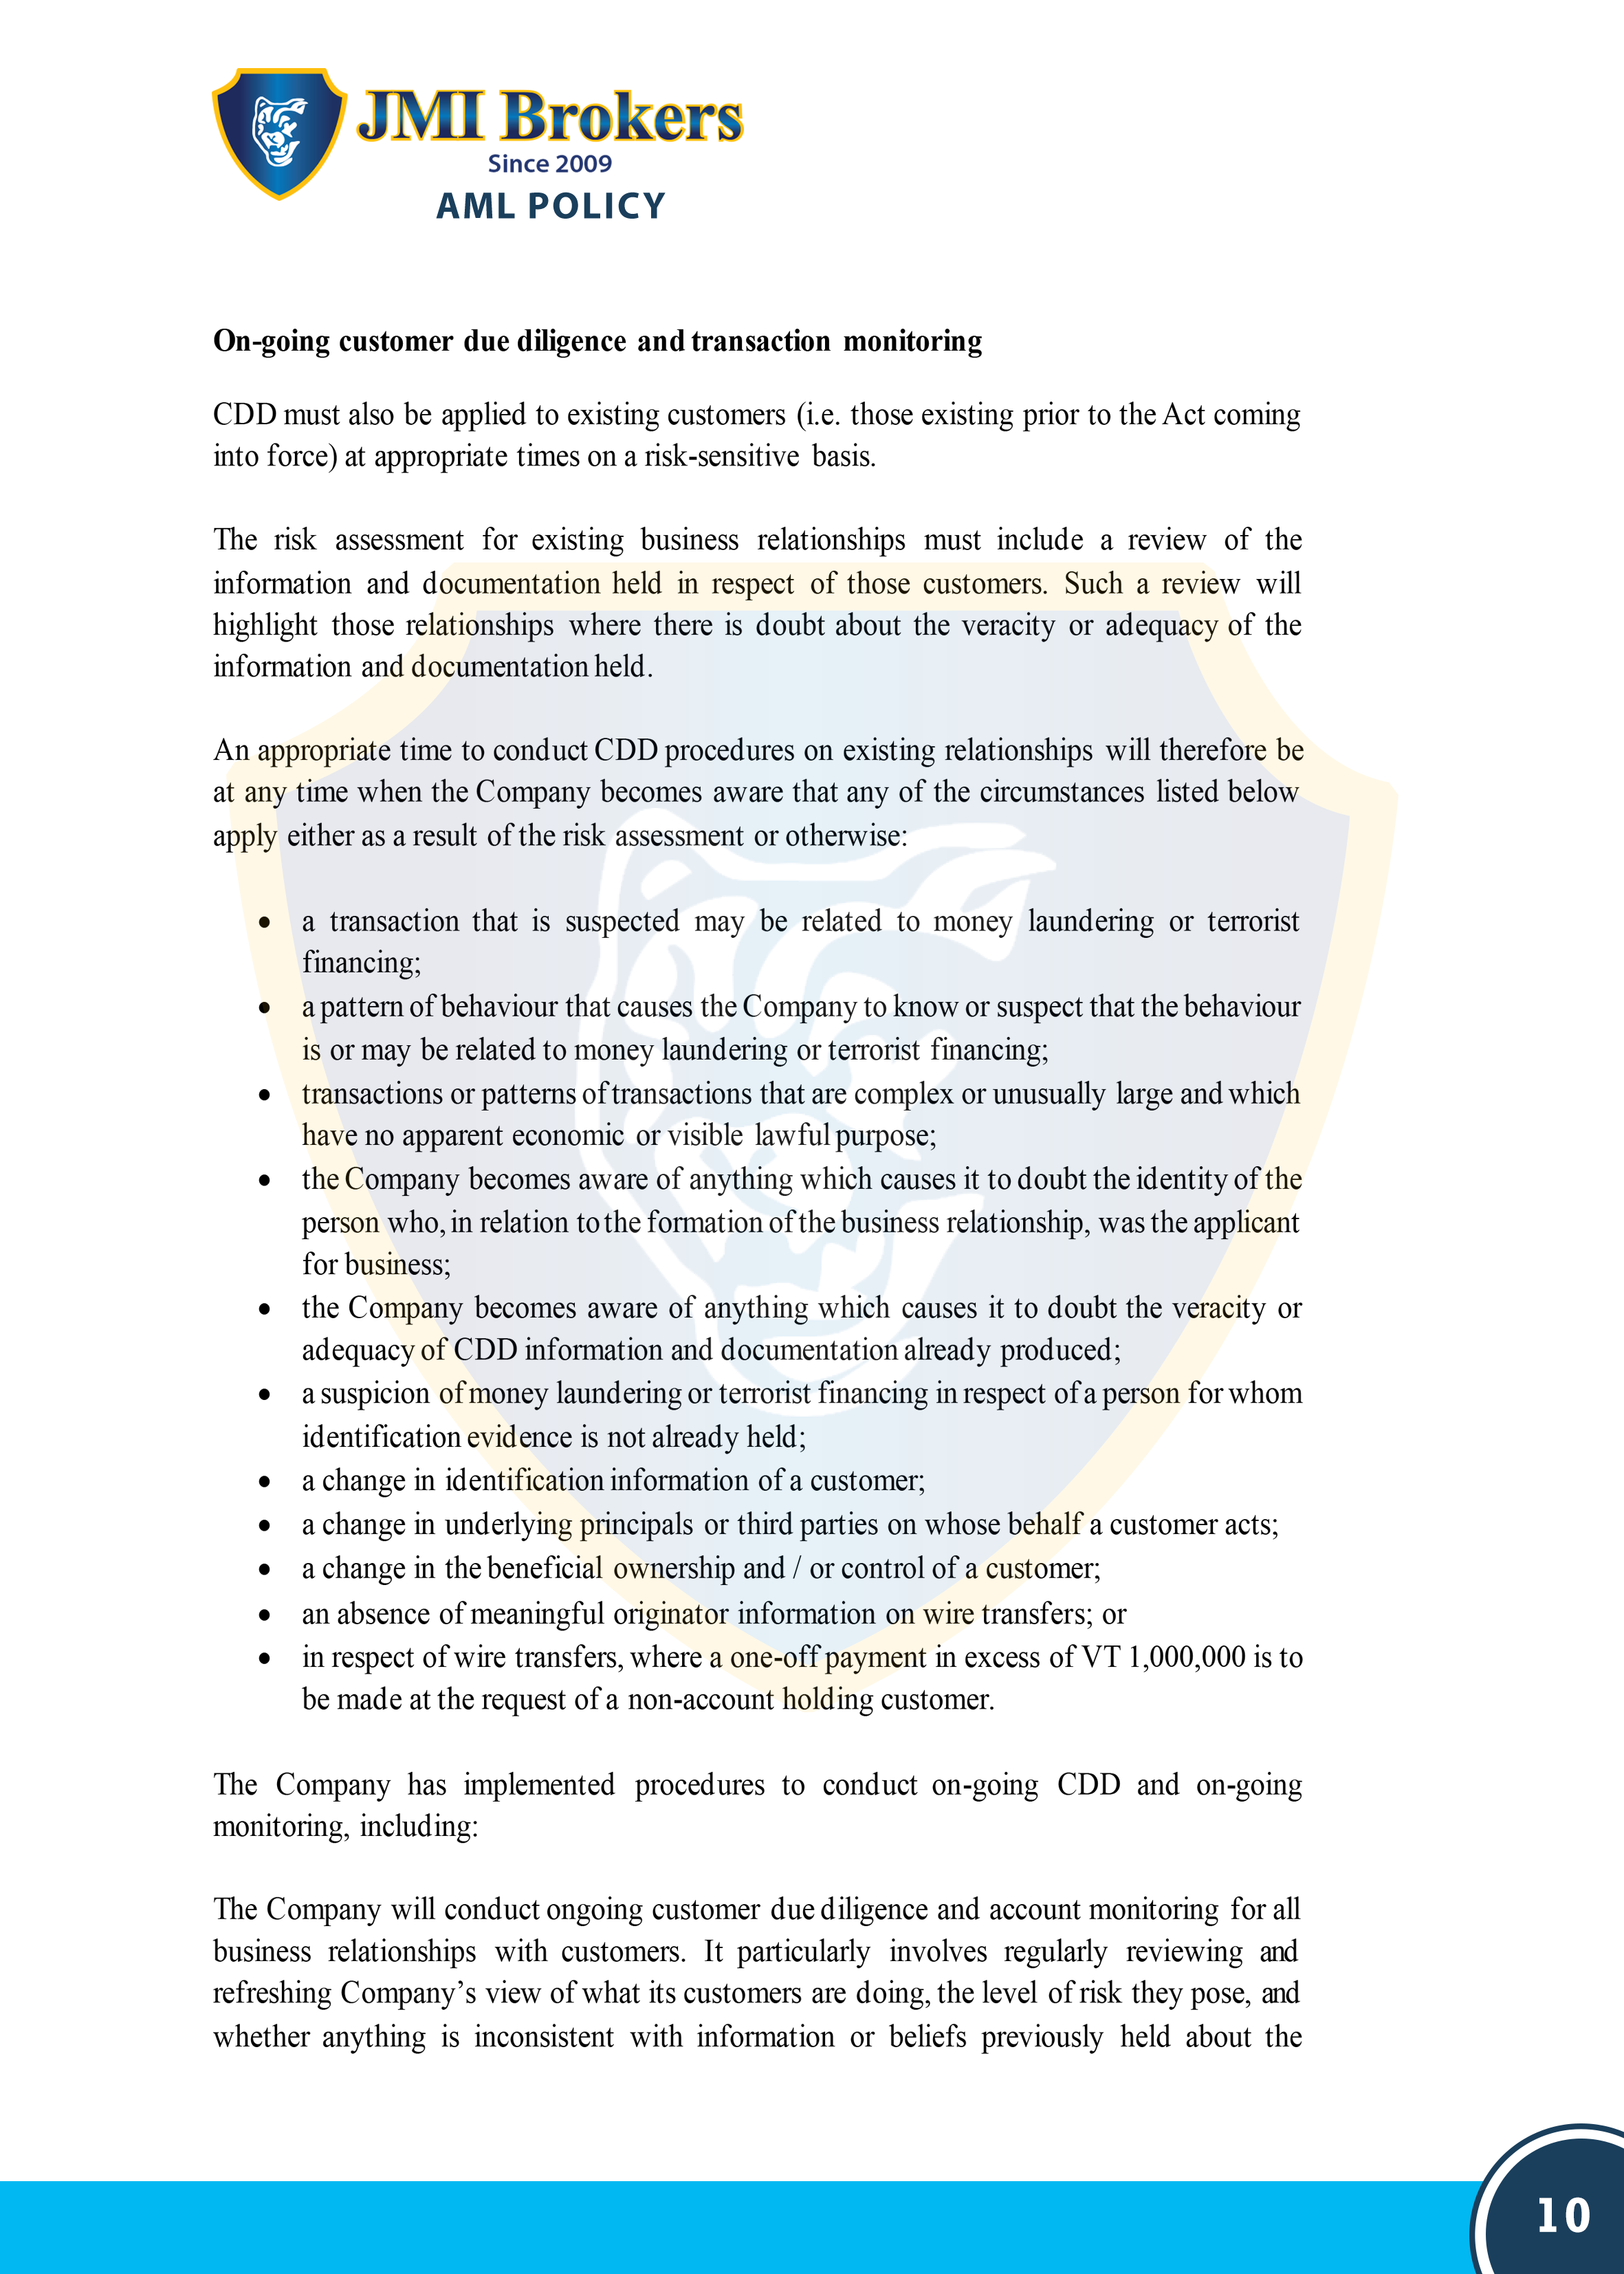 JMI Brokers
Since 2009
AML POLICY
On-going customer due diligence and transaction monitoring
CDD must also be applied to existing customers (i.e. those existing prior to the Act coming
into force) at appropriate times on a risk-sensitive basis.
The risk assessment for existing business relationships must include a review of the
information and documentation held in respect of those customers. Such a review will
highlight those relationships where there is doubt about the veracity or adequacy of the
information and documentation held.
An appropriate time to conduct CDD procedures on existing relationships will therefore be
at any time when the Company becomes aware that any of the circumstances listed below
apply either as a result of the risk assessment or otherwise:
• a transaction that is suspected may be related to money laundering or terrorist
financing;
• a pattern of behaviour that causes the Company to know or suspect that the behaviour
is or may be related to money laundering or terrorist financing;
• transactions or patterns of transactions that are complex or unusually large and which
have no apparent economic or visible lawful purpose;
• the Company becomes aware of anything which causes it to doubt the identity of the
person who, in relation to the formation of the business relationship, was the applicant
for business;
• the Company becomes aware of anything which causes it to doubt the veracity or
adequacy of CDD information and documentation already produced;
• a suspicion of money laundering or terrorist financing in respect of a person for whom
identification evidence is not already held;
• a change in identification information of a customer;
• a change in underlying principals or third parties on whose behalf a customer acts;
• a change in the beneficial ownership and / or control of a customer;
• an absence of meaningful originator information on wire transfers; or
• in respect of wire transfers, where a one-off payment in excess of VT 1,000,000 is to
be made at the request of a non-account holding customer.
The Company has implemented procedures to conduct on-going CDD and on-going
monitoring, including:
The Company will conduct ongoing customer due diligence and account monitoring for all
business relationships with customers. It particularly involves regularly reviewing and
refreshing Company’s view of what its customers are doing, the level of risk they pose, and
whether anything is inconsistent with information or beliefs previously held about the
10